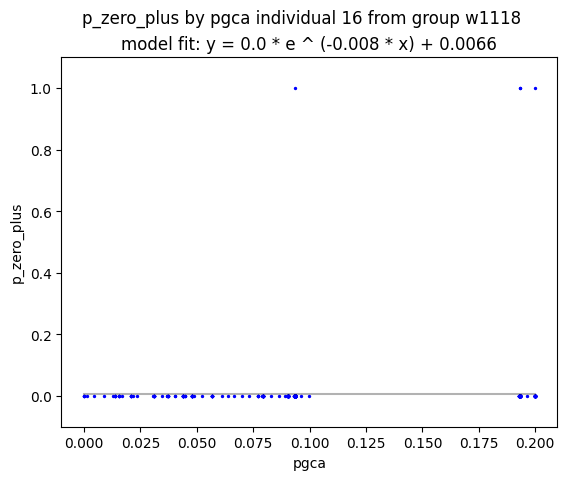 p_zero_plus by pgca individual 16 from group w1118
model fit: y = 0.0 * e ^ (-0.008 * x) + 0.0066
1.0
0.8
0.6
0.4
0.2
0.0
p_zero_plus
0.000 0.025 0.050 0.075 0.100 0.125 0.150 0.175 0.200
pgca